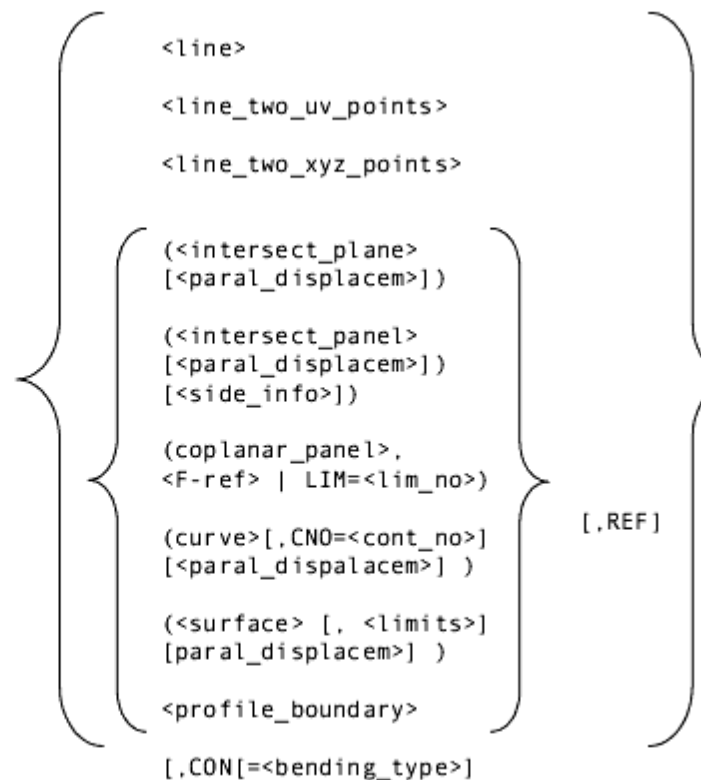 <line>
<line_two_uv_points>
<line_two_xyz_points>
(<intersect_plane>
[<paral_displacem>])
(<intersect_panel>
[<paral_displacem>])
[<side_info>])
(coplanar_panel>,
<F-ref> | LIM=<lim_no>)
[,REF]
(curve>[,CNO=<cont_no>]
[<paral_dispalacem>] )
(<surface> [, <limits>]
[paral_displacem>] )
<profile_boundary>
[,CON[=<bending_type>]